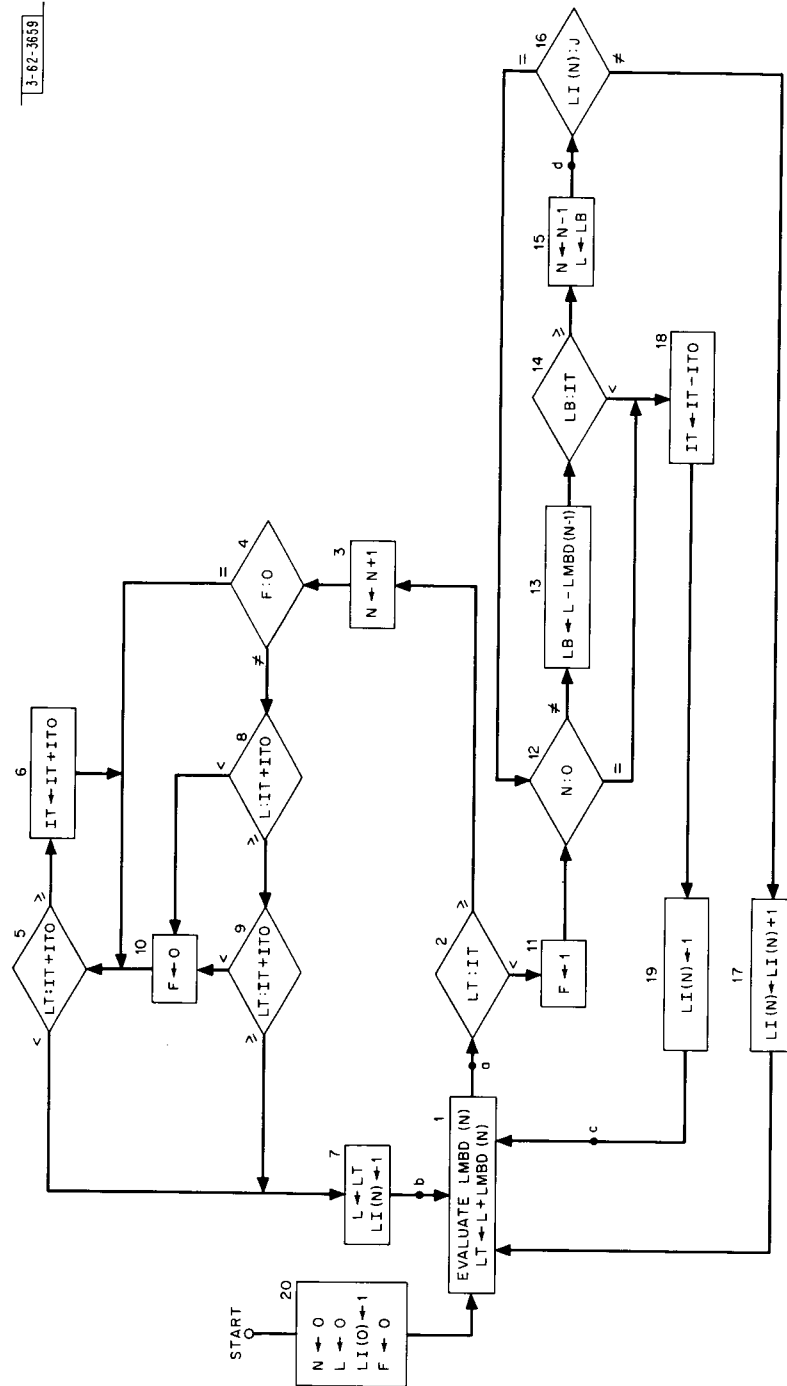 3-62-3659
START
20
N ← 0
L ← 0
LI(0) ← 1
F ← 0
1
EVALUATE LMBD (N)
LT ← L+LMBD (N)
a
b
c
2
LT : IT
≥
<
3
N ← N+1
4
F:0
=
≠
5
LT:IT+ITO
<
≥
6
IT ← IT+ITO
7
L ← LT
LI(N) ← 1
8
L:IT+ITO
<
≥
9
LT:IT+ITO
<
≥
10
F ← 0
11
F ← 1
12
N:0
≠
=
13
LB ← L-LMBD(N-1)
14
LB:IT
≥
<
15
N ← N-1
L ← LB
d
16
LI(N):J
=
≠
17
LI(N) ← LI(N)+1
18
IT ← IT-ITO
19
LI(N) ← 1